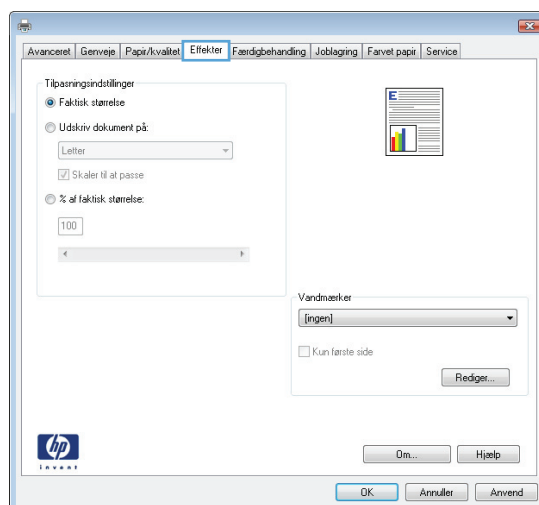 Avanceret Genveje Papir/kvalitet Effekter Færdigbehandling Joblagring Farvet papir Service
Tilpasningsindstillinger
Faktisk størrelse
Udskriv dokument på:
Letter
Skaler til at passe
% af faktisk størrelse:
100
E
Vandmærker
[ingen]
Kun første side
Rediger...
hp
invent
Om... Hjælp
OK Annuller Anvend